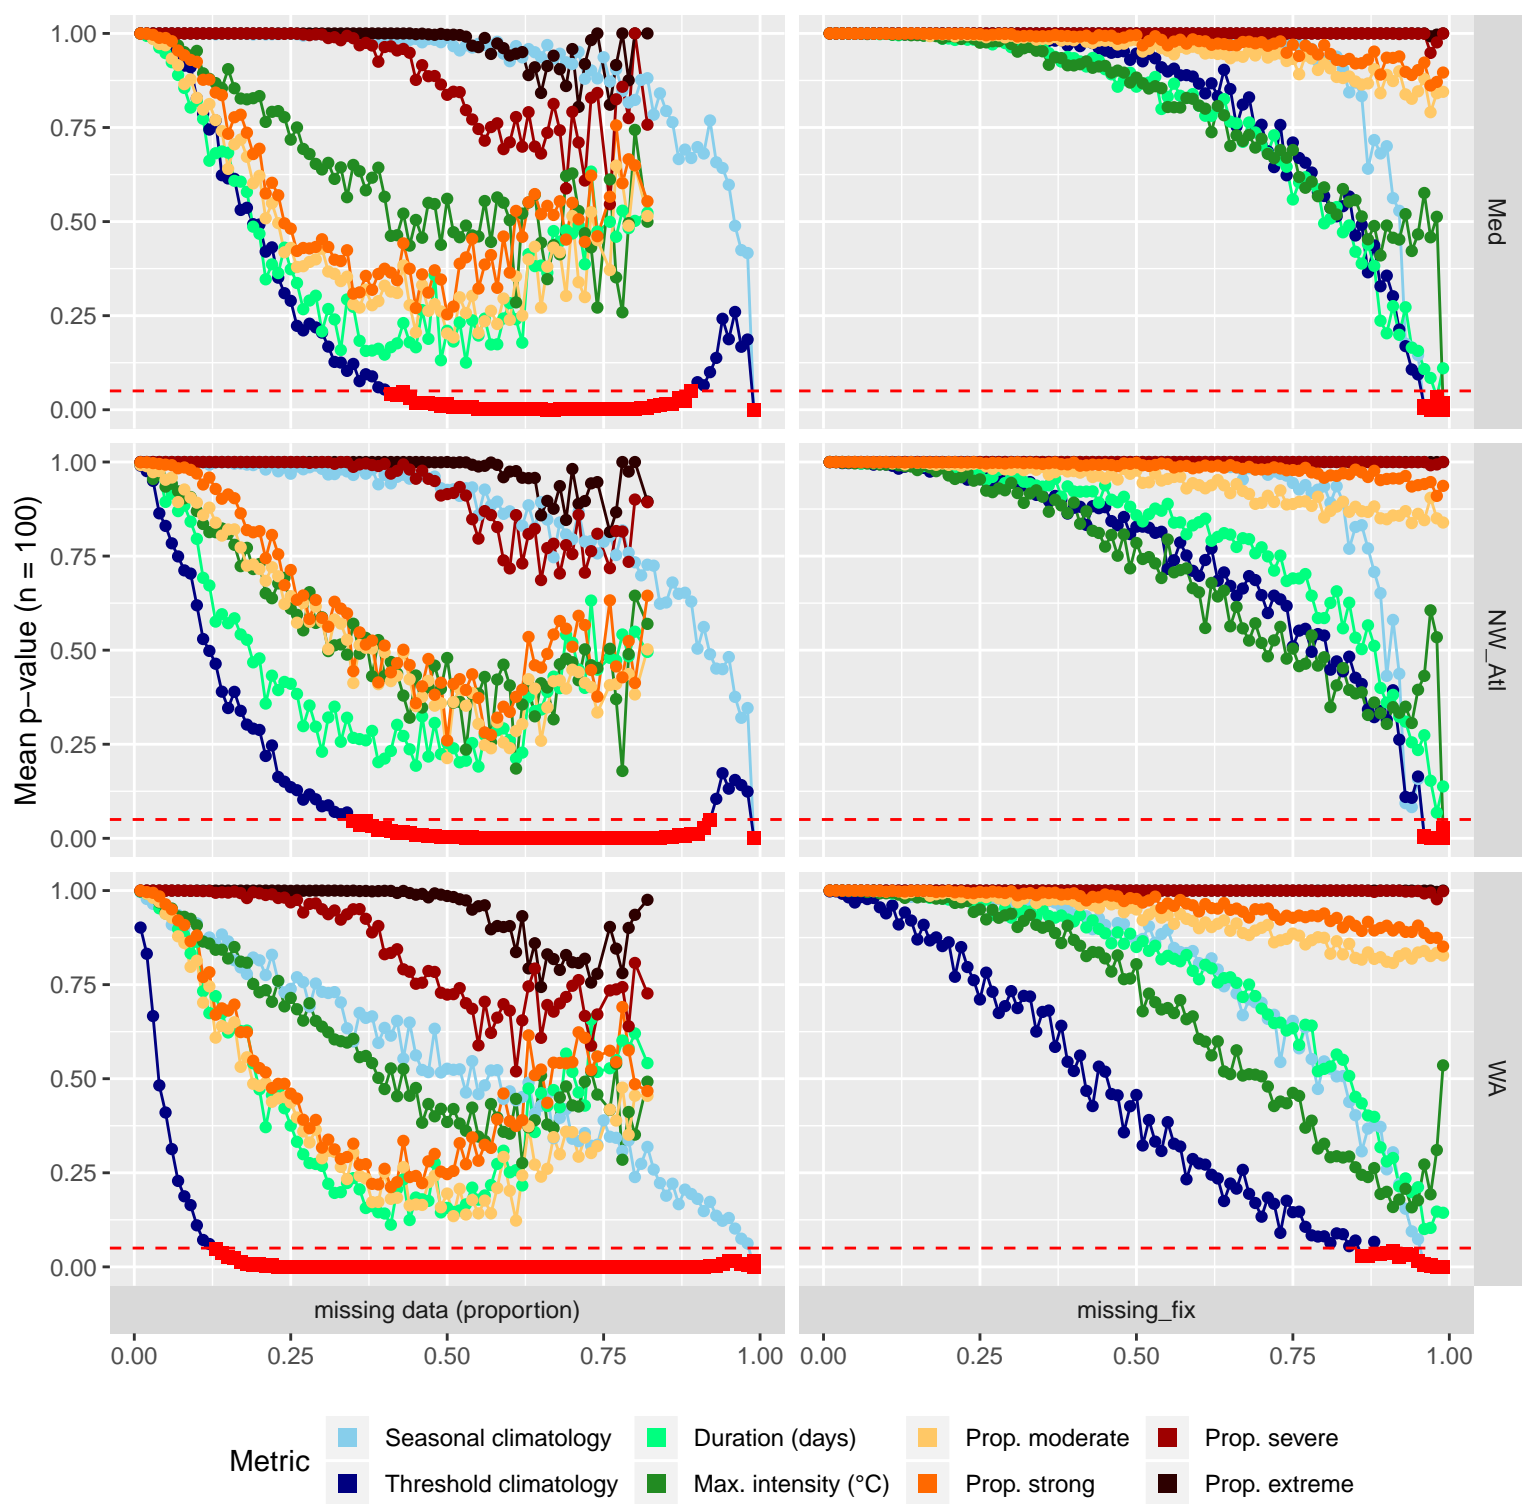 Mean p−value (n = 100)
1.00
0.75
0.50
0.25
0.00
Med
1.00
0.75
0.50
0.25
0.00
NW_Atl
1.00
0.75
0.50
0.25
0.00
WA
missing data (proportion)
missing_fix
0.00 0.25 0.50 0.75 1.00
0.00 0.25 0.50 0.75 1.00
Metric
Seasonal climatology
Threshold climatology
Duration (days)
Max. intensity (°C)
Prop. moderate
Prop. strong
Prop. severe
Prop. extreme